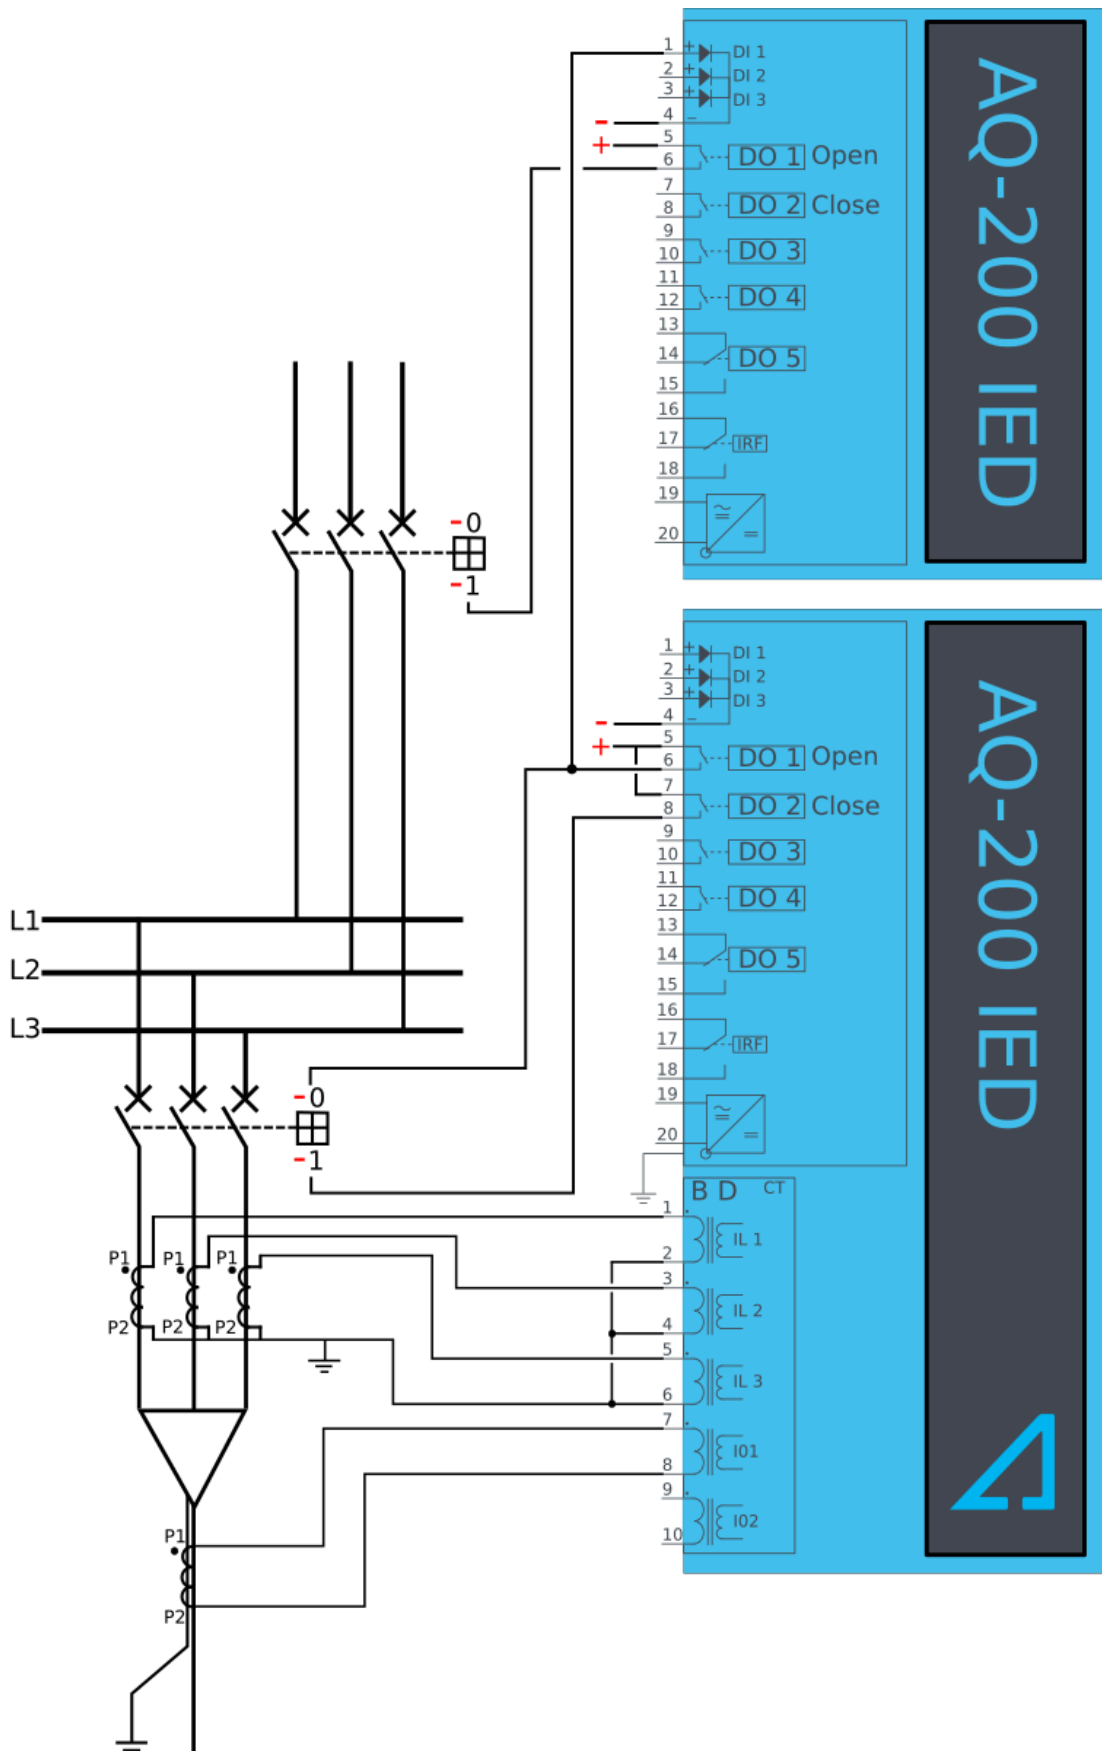 1 + DI 1
2 + DI 2
3 + DI 3
4 −
- 
+ 5
6 DO 1 Open
7
8 DO 2 Close
9
10 DO 3
11
12 DO 4
13
14 DO 5
15
16
17 IRF
18
19
20
AQ-200 IED
-0
-1
1 + DI 1
2 + DI 2
3 + DI 3
4 −
-
+ 5
6 DO 1 Open
7
8 DO 2 Close
9
10 DO 3
11
12 DO 4
13
14 DO 5
15
16
17 IRF
18
19
20
AQ-200 IED
L1
L2
L3
-0
-1
B D CT
1
IL 1
2
3
IL 2
4
5
IL 3
6
7
I01
8
9
I02
10
P1 P1 P1
P2 P2 P2
P1
P2